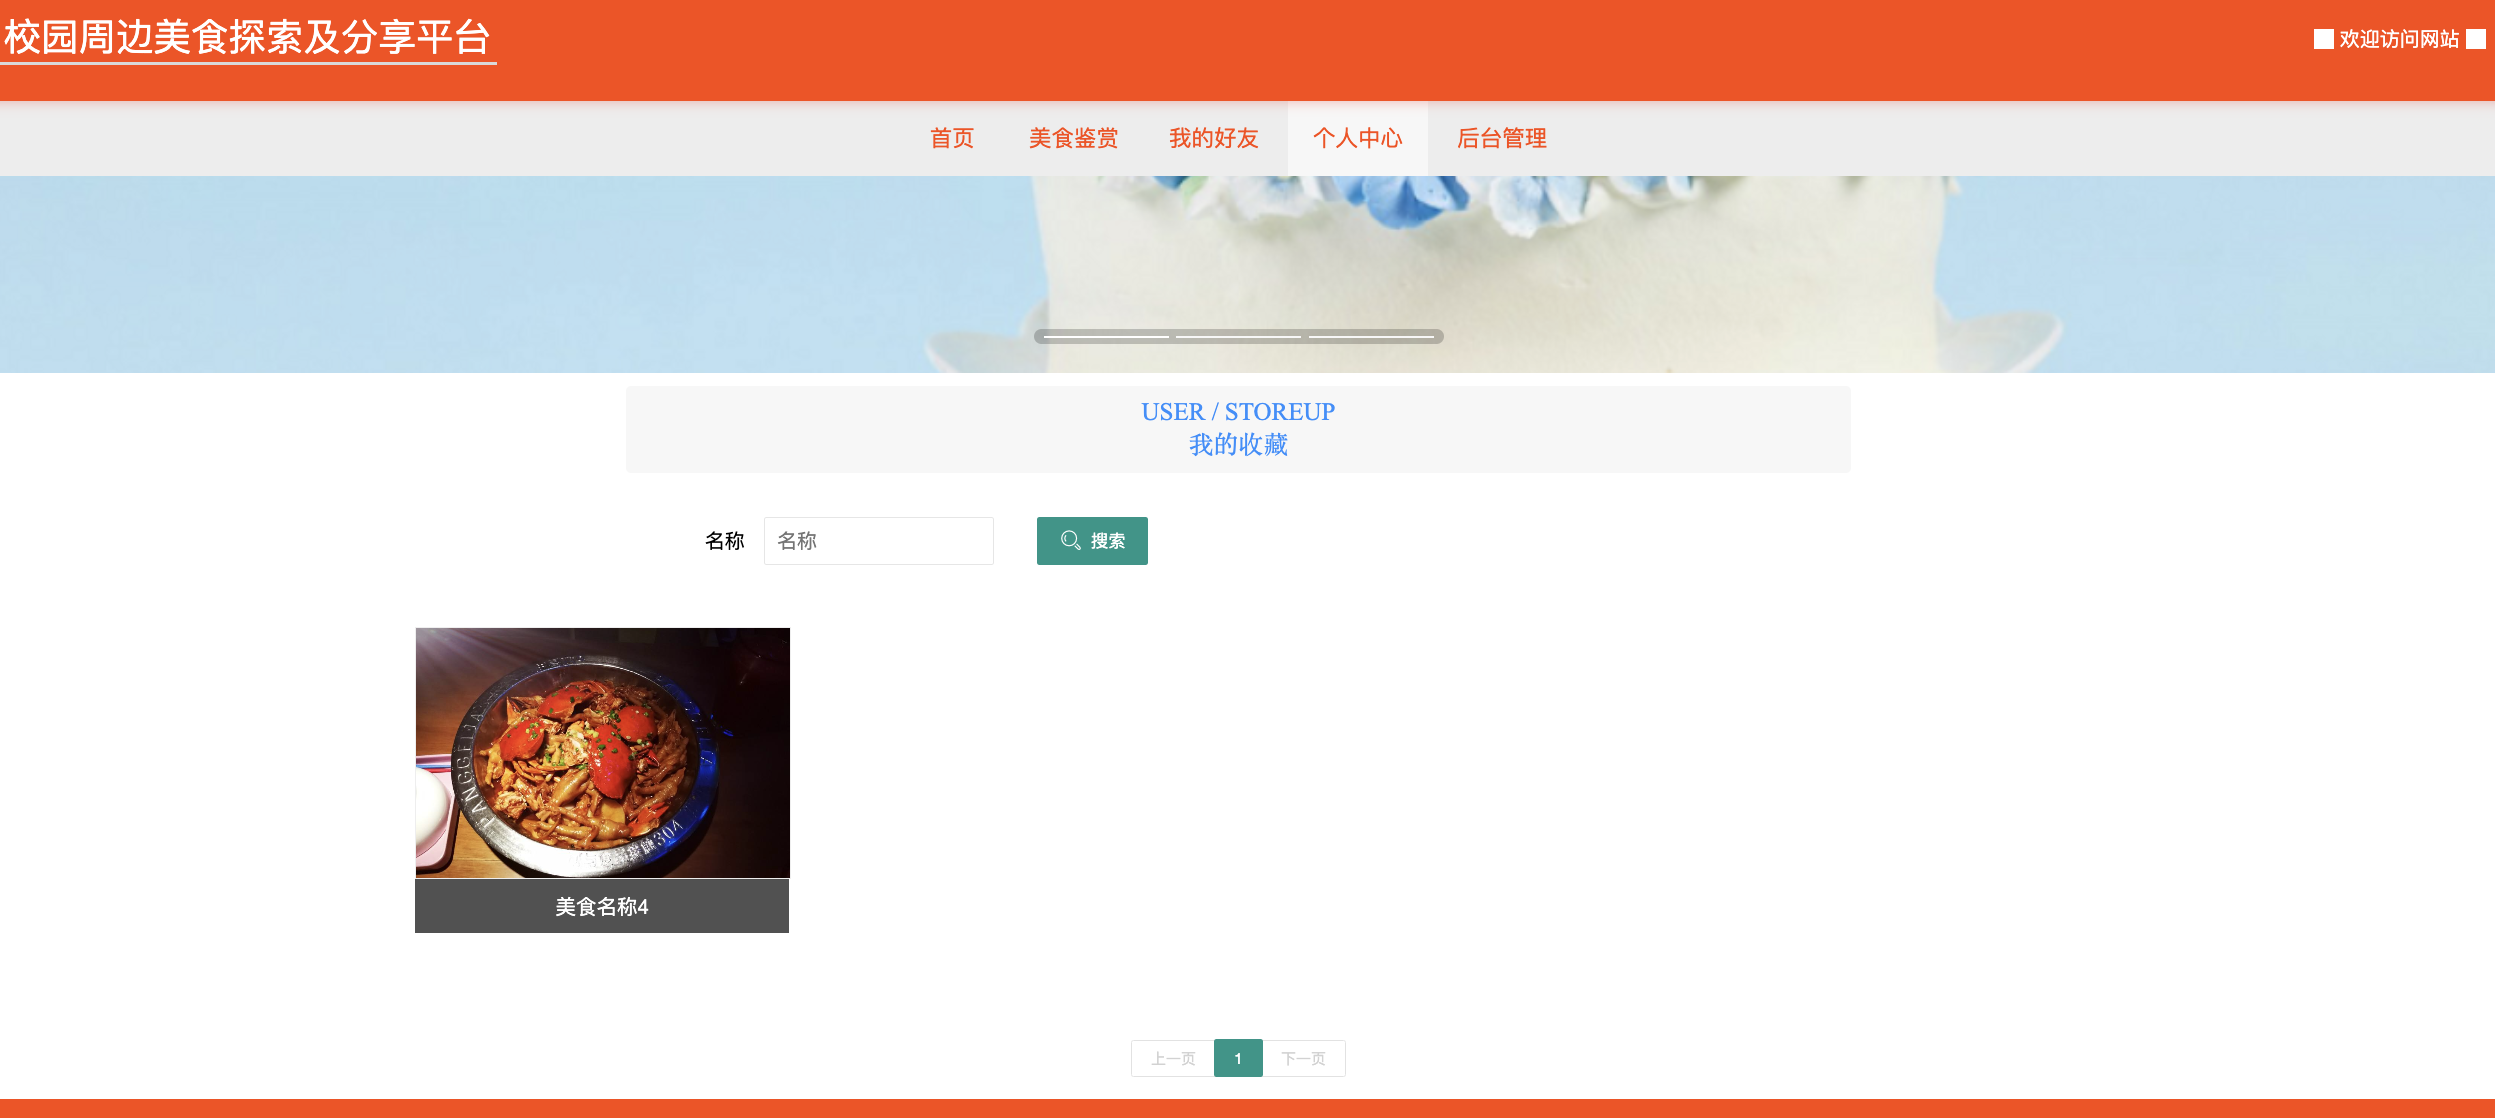 校园周边美食探索及分享平台
欢迎访问网站
首页
美食鉴赏
我的好友
个人中心
后台管理
USER / STOREUP
我的收藏
名称
名称
搜索
PANGGELIA
304
美食名称4
上一页
1
下一页